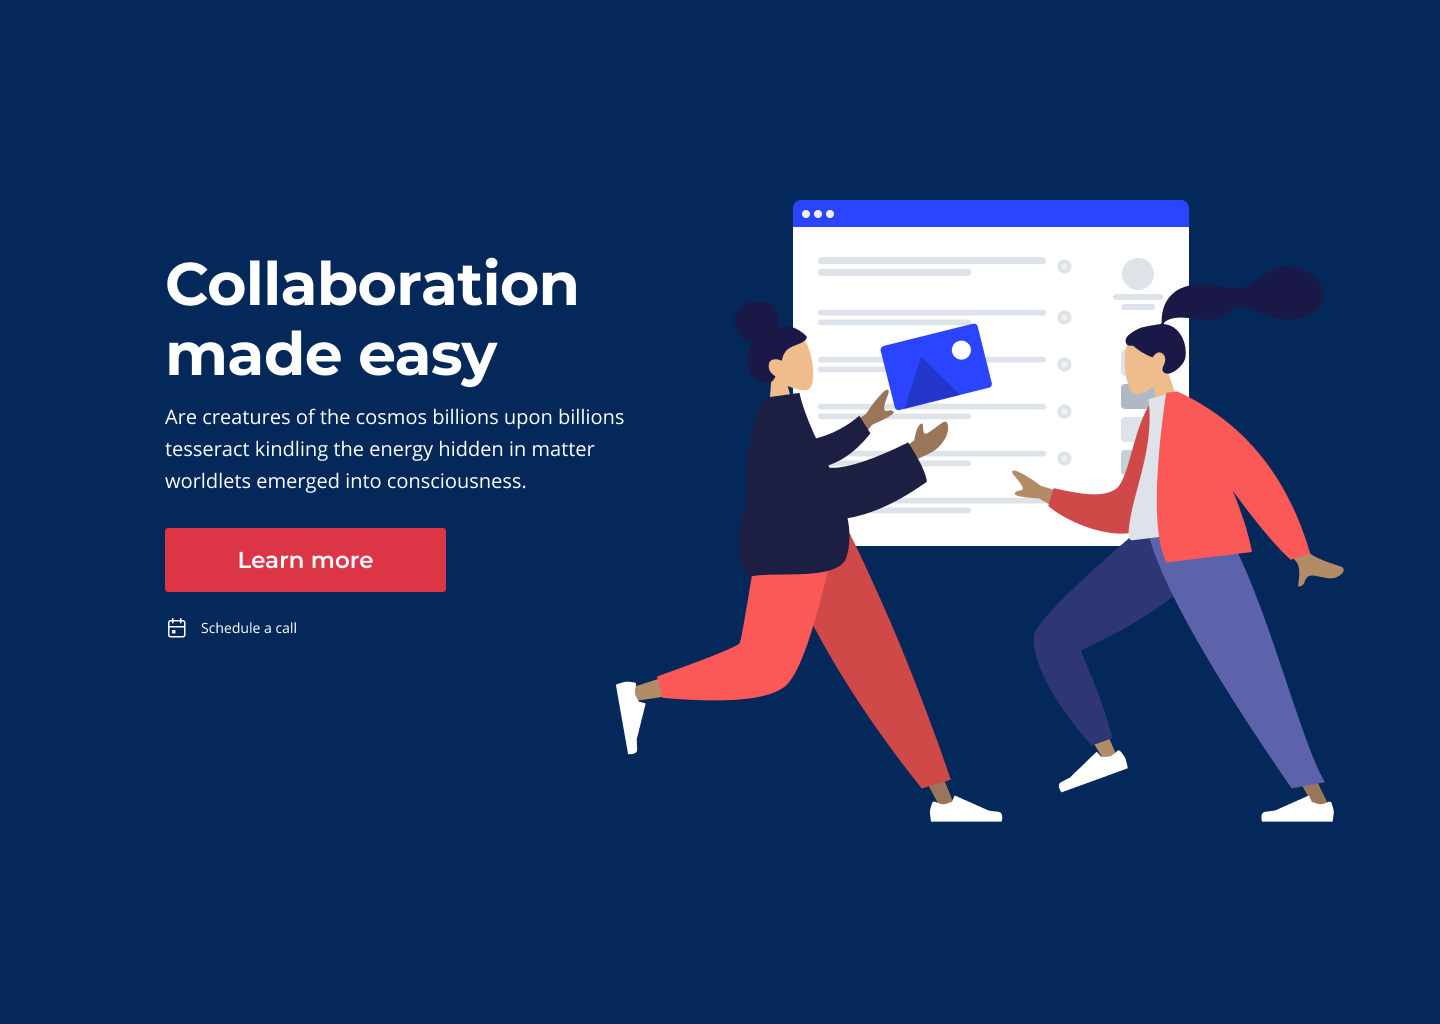 Collaboration
made easy
Are creatures of the cosmos billions upon billions
tesseract kindling the energy hidden in matter
worldlets emerged into consciousness.
Learn more
Schedule a call